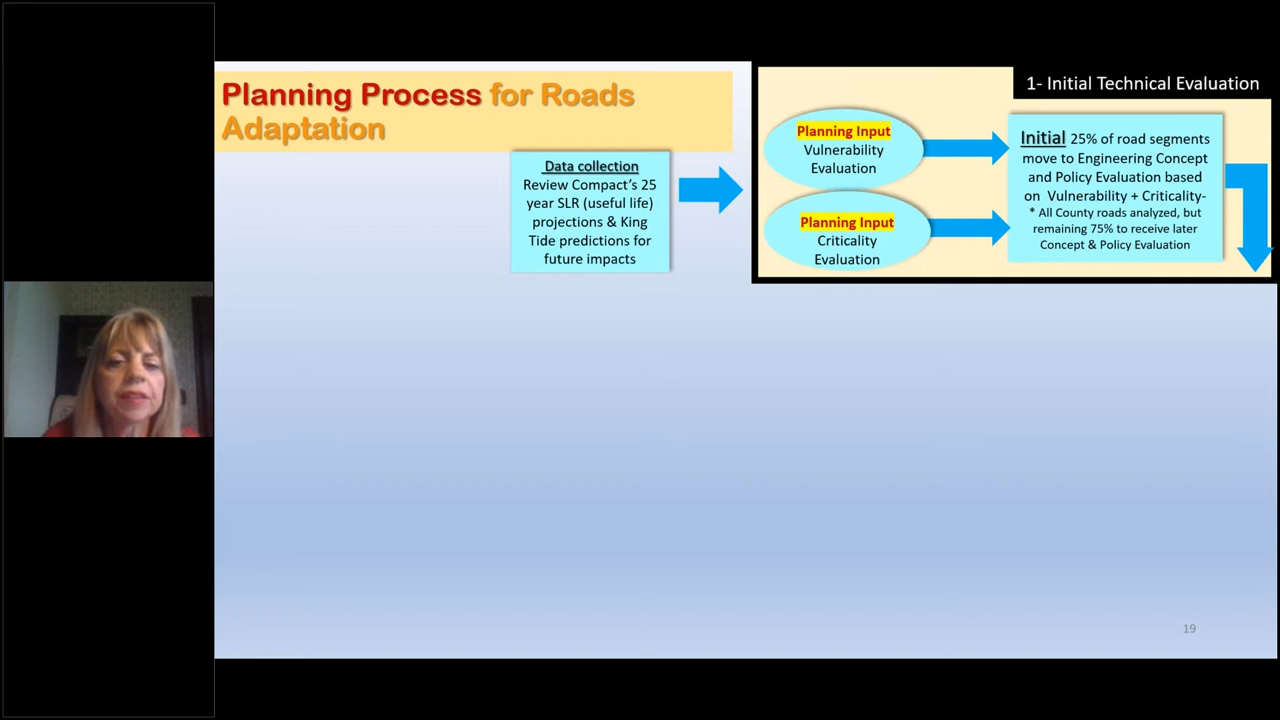 Planning Process for Roads
Adaptation
Data collection
Review Compact's 25
year SLR (useful life)
projections & King
Tide predictions for
future impacts
1- Initial Technical Evaluation
Planning Input
Vulnerability
Evaluation
Planning Input
Criticality
Evaluation
Initial 25% of road segments
move to Engineering Concept
and Policy Evaluation based
on Vulnerability + Criticality-
* All County roads analyzed, but
remaining 75% to receive later
Concept & Policy Evaluation
19